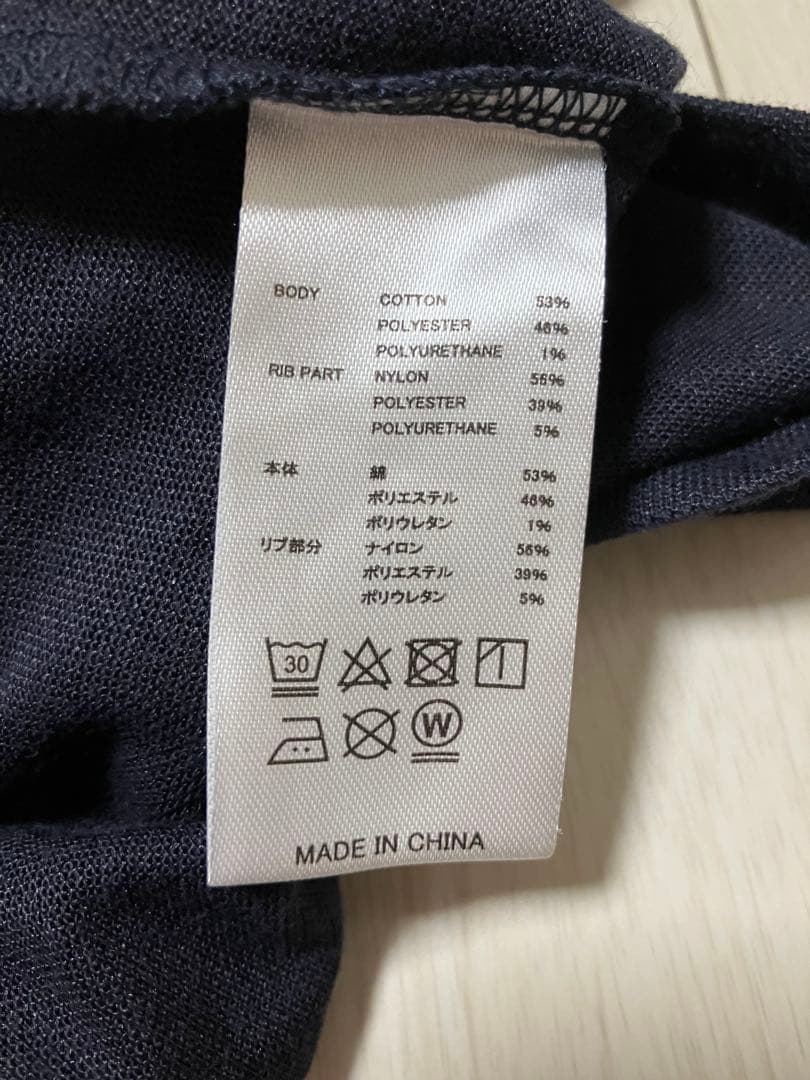 BODY COTTON 53%
POLYESTER 46%
POLYURETHANE 1%
RIB PART NYLON 56%
POLYESTER 39%
POLYURETHANE 5%
本体 綿 53%
ポリエステル 46%
ポリウレタン 1%
リブ部分 ナイロン 56%
ポリエステル 39%
ポリウレタン 5%
30
W
MADE IN CHINA